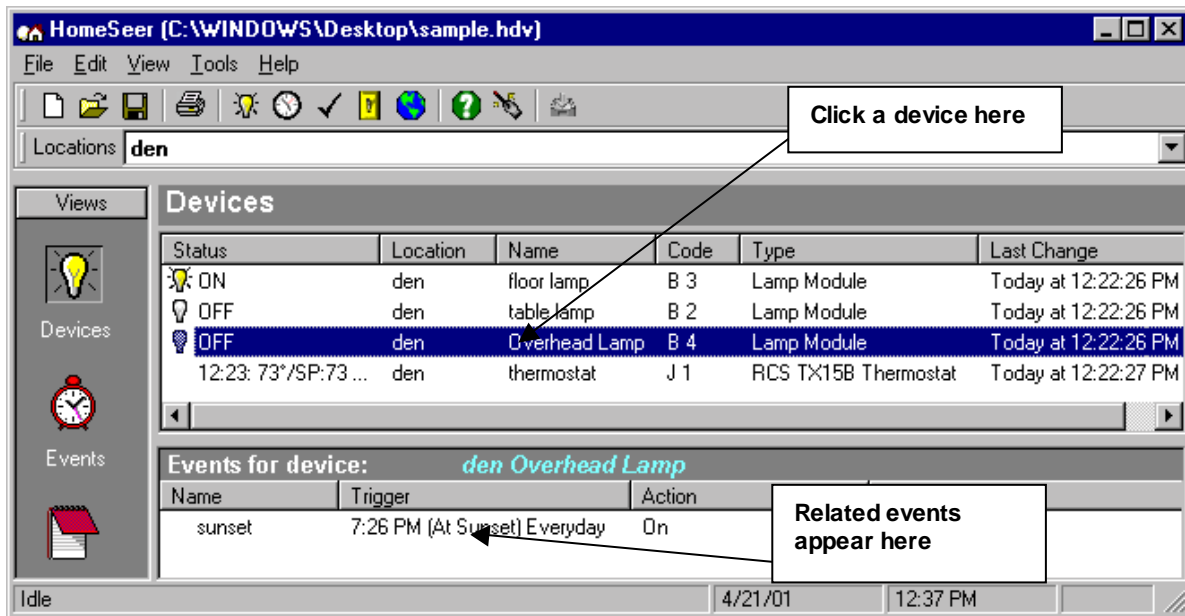 HomeSeer (C:\WINDOWS\Desktop\sample.hdv)
File Edit View Tools Help
Click a device here
Locations den
Views
Devices
Status Location Name Code Type Last Change
ON den floor lamp B 3 Lamp Module Today at 12:22:26 PM
OFF den table lamp B 2 Lamp Module Today at 12:22:26 PM
OFF den Overhead Lamp B 4 Lamp Module Today at 12:22:26 PM
12:23: 73°/SP:73 ... den thermostat J 1 RCS TX15B Thermostat Today at 12:22:27 PM
Devices
Events
Events for device: den Overhead Lamp
Name Trigger Action
sunset 7:26 PM (At Sunset) Everyday On
Related events
appear here
Idle 4/21/01 12:37 PM